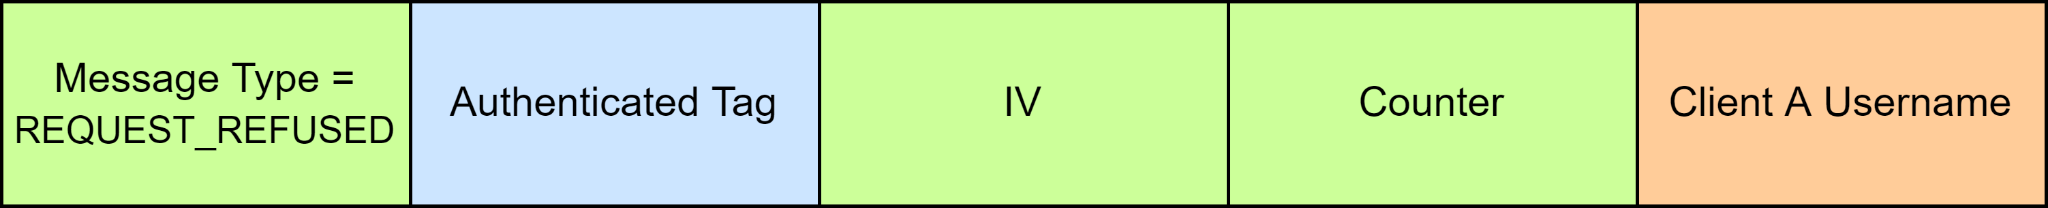 Message Type =
REQUEST_REFUSED
Authenticated Tag
IV
Counter
Client A Username